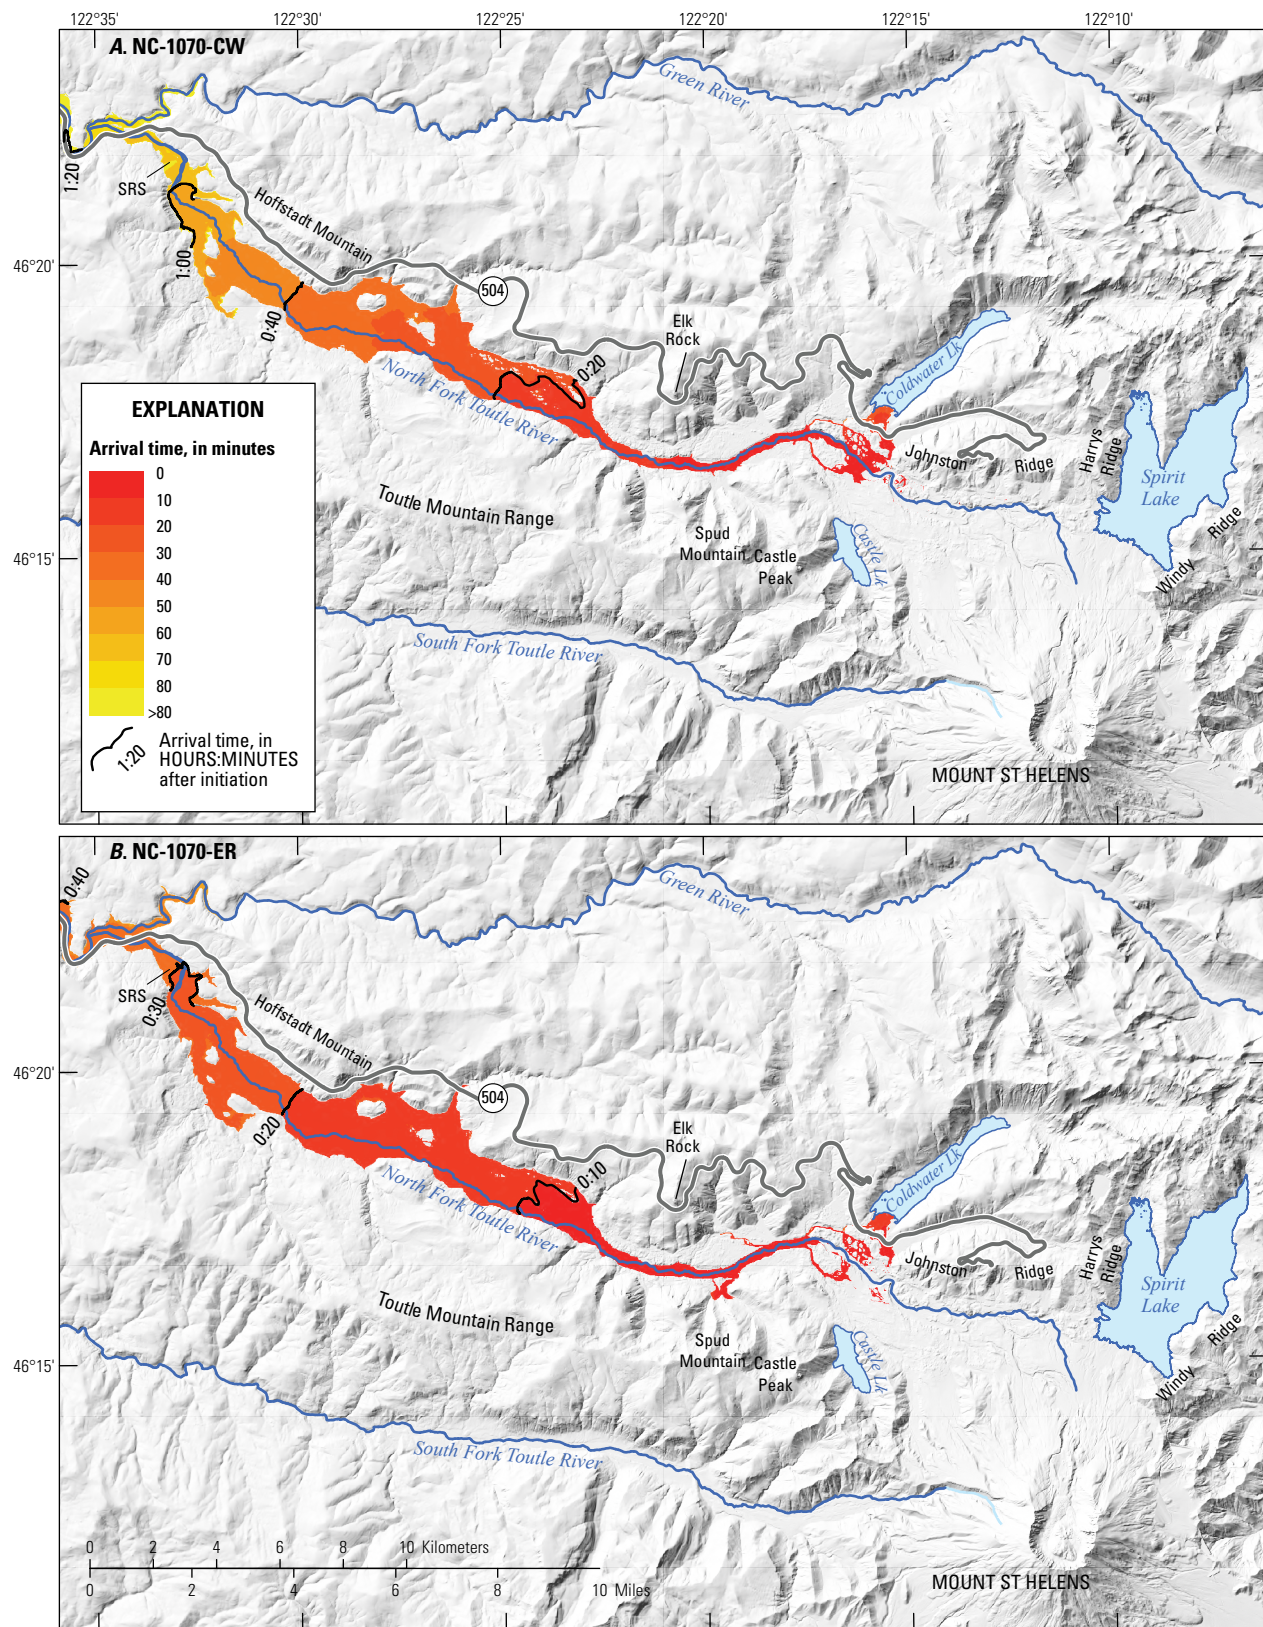 122°35' 122°30' 122°25' 122°20' 122°15' 122°10'
A. NC-1070-CW
Green River
1:20
SRS
Hoffstadt Mountain
1:00
46°20'
504
0:40
Elk
Rock
0:20
Coldwater Lk
North Fork Toutle River
EXPLANATION
Arrival time, in minutes
0
10
20
30
40
50
60
70
80
>80
1:20
Arrival time, in
HOURS:MINUTES
after initiation
Johnston Ridge
Harrys
Ridge
Spirit
Lake
Windy Ridge
Toutle Mountain Range
Spud
Mountain
Castle
Peak
Castle Lk
46°15'
South Fork Toutle River
MOUNT ST HELENS
B. NC-1070-ER
0:40
Green River
SRS
0:30
Hoffstadt Mountain
46°20'
504
0:20
Elk
Rock
0:10
Coldwater Lk
North Fork Toutle River
Johnston Ridge
Harrys
Ridge
Spirit
Lake
Windy Ridge
Toutle Mountain Range
Spud
Mountain
Castle
Peak
Castle Lk
46°15'
South Fork Toutle River
0 2 4 6 8 10 Kilometers
0 2 4 6 8 10 Miles
MOUNT ST HELENS